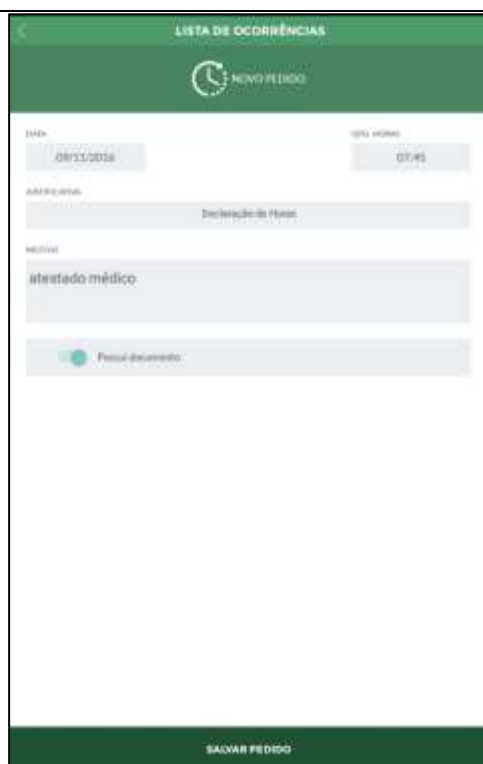 LISTA DE OCORRÊNCIAS
NOVO PEDIDO
DATA QTD. HORAS
09/11/2016 07:45
JUSTIFICATIVA
Declaração de Horas
MOTIVO
atestado médico
Possui documento
SALVAR PEDIDO